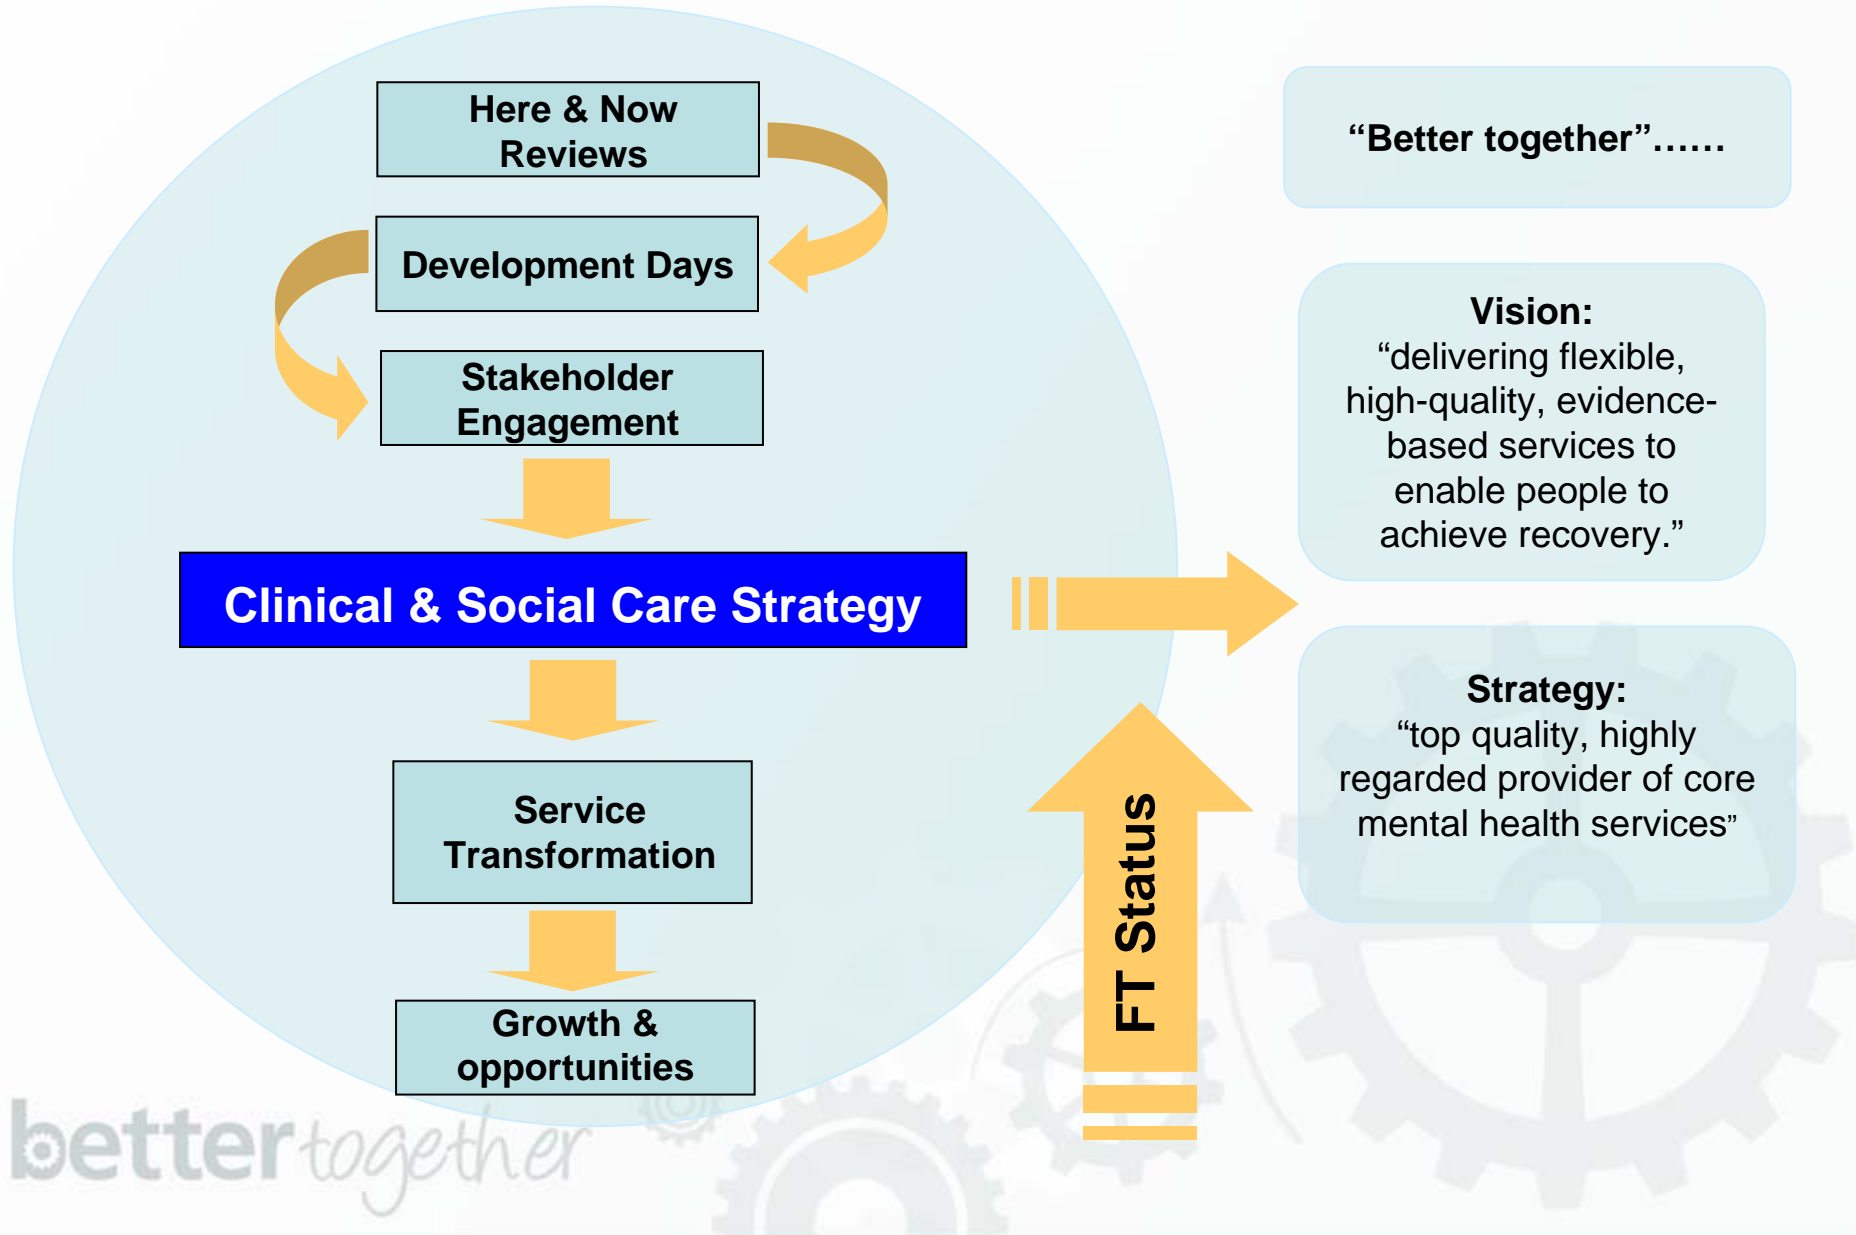 Here & Now
Reviews
Development Days
Stakeholder
Engagement
Clinical & Social Care Strategy
Service
Transformation
Growth &
opportunities
FT Status
“Better together”……
Vision:
“delivering flexible,
high-quality, evidence-
based services to
enable people to
achieve recovery.”
Strategy:
“top quality, highly
regarded provider of core
mental health services”
bettertogether